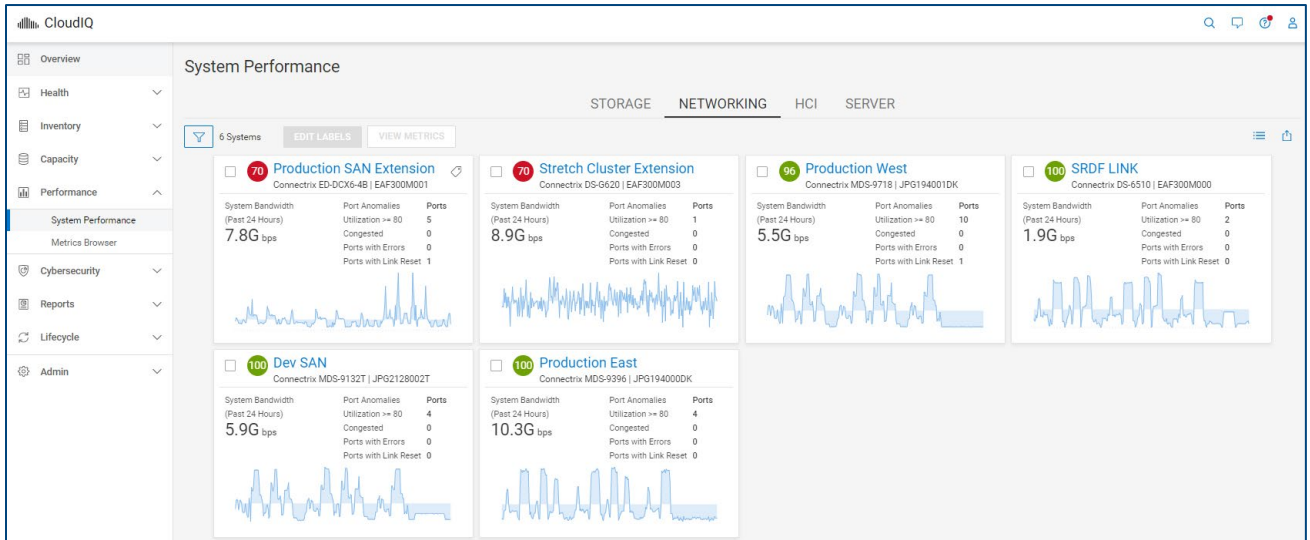 CloudIQ
Overview
Health
Inventory
Capacity
Performance
System Performance
Metrics Browser
Cybersecurity
Reports
Lifecycle
Admin
System Performance
STORAGE NETWORKING HCI SERVER
6 Systems EDIT LABELS VIEW METRICS
70 Production SAN Extension
Connectrix ED-DCX6-4B | EAF300M001
System Bandwidth Port Anomalies Ports
(Past 24 Hours) Utilization >= 80 5
7.8G bps Congested 0
Ports with Errors 0
Ports with Link Reset 1
70 Stretch Cluster Extension
Connectrix DS-G620 | EAF300M003
System Bandwidth Port Anomalies Ports
(Past 24 Hours) Utilization >= 80 1
8.9G bps Congested 0
Ports with Errors 0
Ports with Link Reset 0
96 Production West
Connectrix MDS-9718 | JPG194001DK
System Bandwidth Port Anomalies Ports
(Past 24 Hours) Utilization >= 80 10
5.5G bps Congested 0
Ports with Errors 0
Ports with Link Reset 1
100 SRDF LINK
Connectrix DS-6510 | EAF300M000
System Bandwidth Port Anomalies Ports
(Past 24 Hours) Utilization >= 80 2
1.9G bps Congested 0
Ports with Errors 0
Ports with Link Reset 0
100 Dev SAN
Connectrix MDS-9132T | JPG2128002T
System Bandwidth Port Anomalies Ports
(Past 24 Hours) Utilization >= 80 4
5.9G bps Congested 0
Ports with Errors 0
Ports with Link Reset 0
100 Production East
Connectrix MDS-9396 | JPG194000DK
System Bandwidth Port Anomalies Ports
(Past 24 Hours) Utilization >= 80 4
10.3G bps Congested 0
Ports with Errors 0
Ports with Link Reset 0